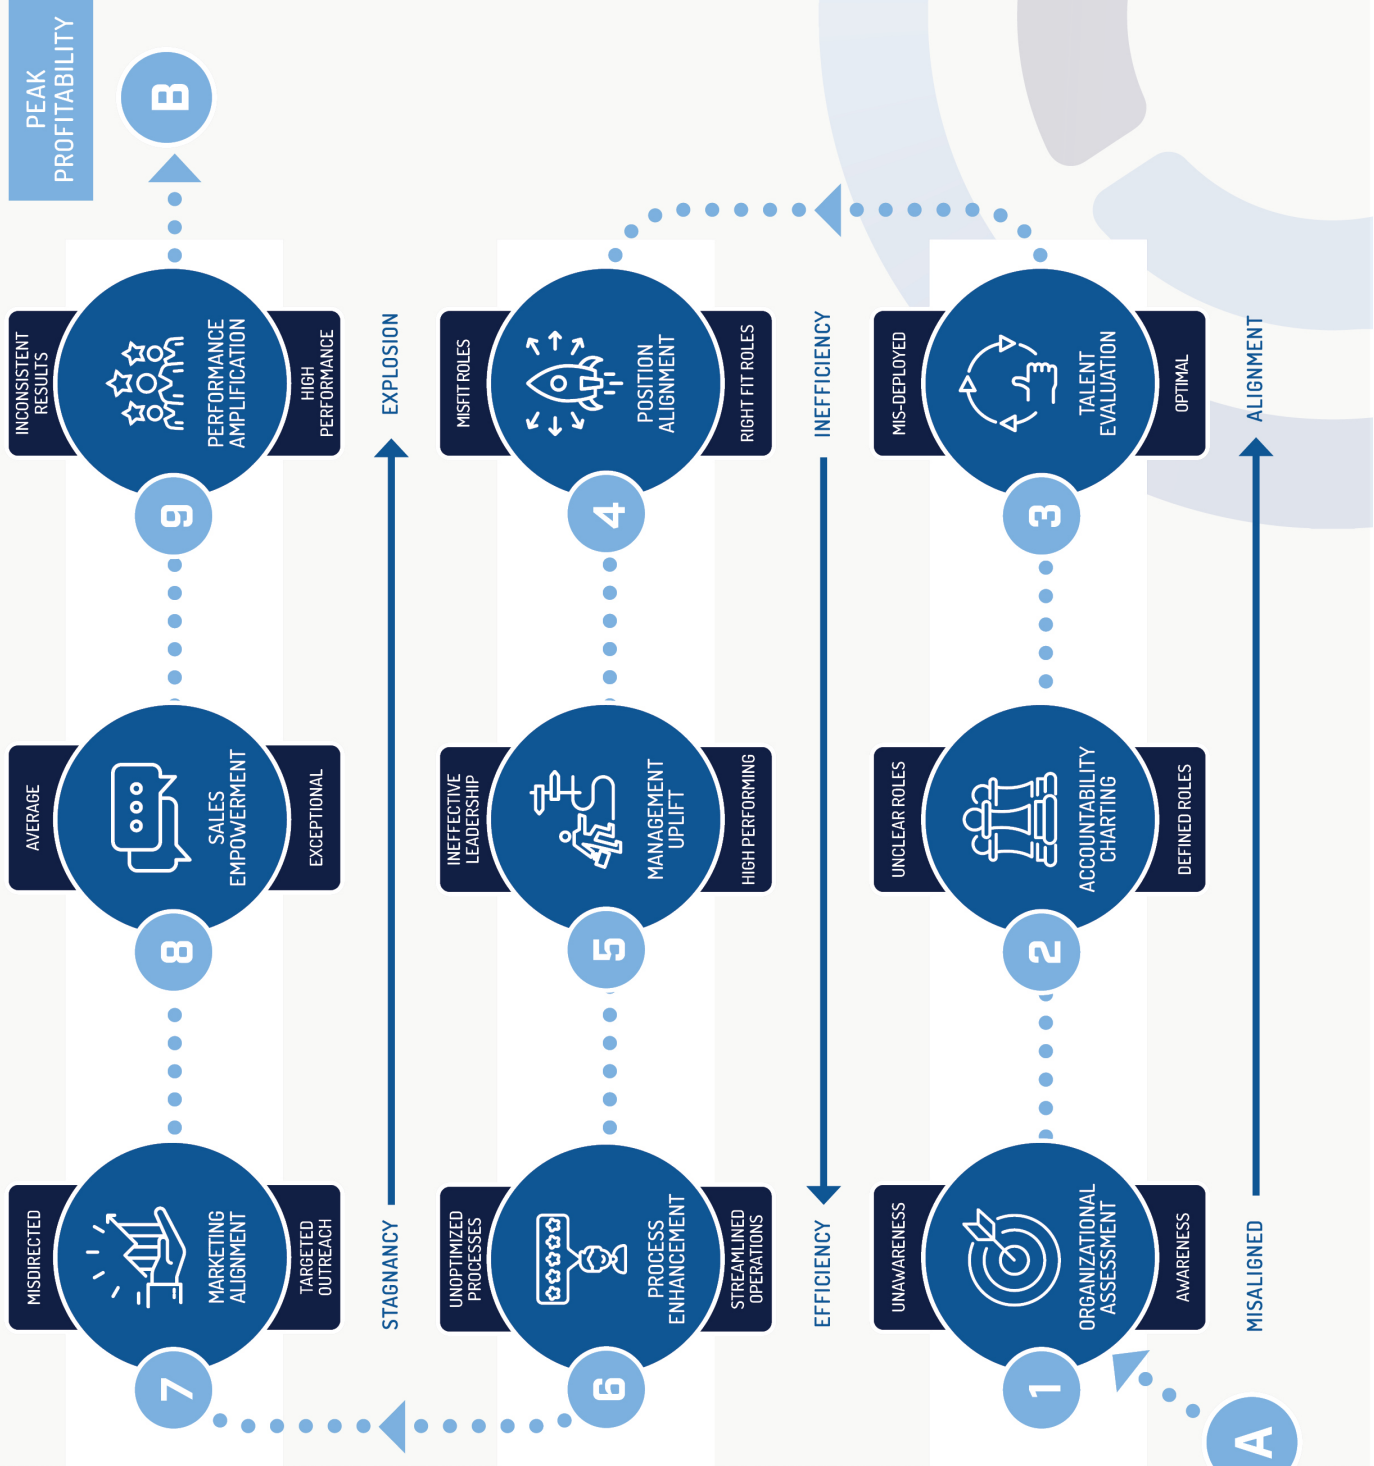 PEAK
PROFITABILITY
B
INCONSISTENT
RESULTS
9
PERFORMANCE
AMPLIFICATION
HIGH
PERFORMANCE
AVERAGE
8
SALES
EMPOWERMENT
EXCEPTIONAL
MISDIRECTED
7
MARKETING
ALIGNMENT
TARGETED
OUTREACH
STAGNANCY
EXPLOSION
MISFIT ROLES
4
POSITION
ALIGNMENT
RIGHT FIT ROLES
INEFFECTIVE
LEADERSHIP
5
MANAGEMENT
UPLIFT
HIGH PERFORMING
UNOPTIMIZED
PROCESSES
6
PROCESS
ENHANCEMENT
STREAMLINED
OPERATIONS
EFFICIENCY
INEFFICIENCY
UNAWARENESS
1
ORGANIZATIONAL
ASSESSMENT
AWARENESS
UNCLEAR ROLES
2
ACCOUNTABILITY
CHARTING
DEFINED ROLES
MIS-DEPLOYED
3
TALENT
EVALUATION
OPTIMAL
MISALIGNED
ALIGNMENT
A